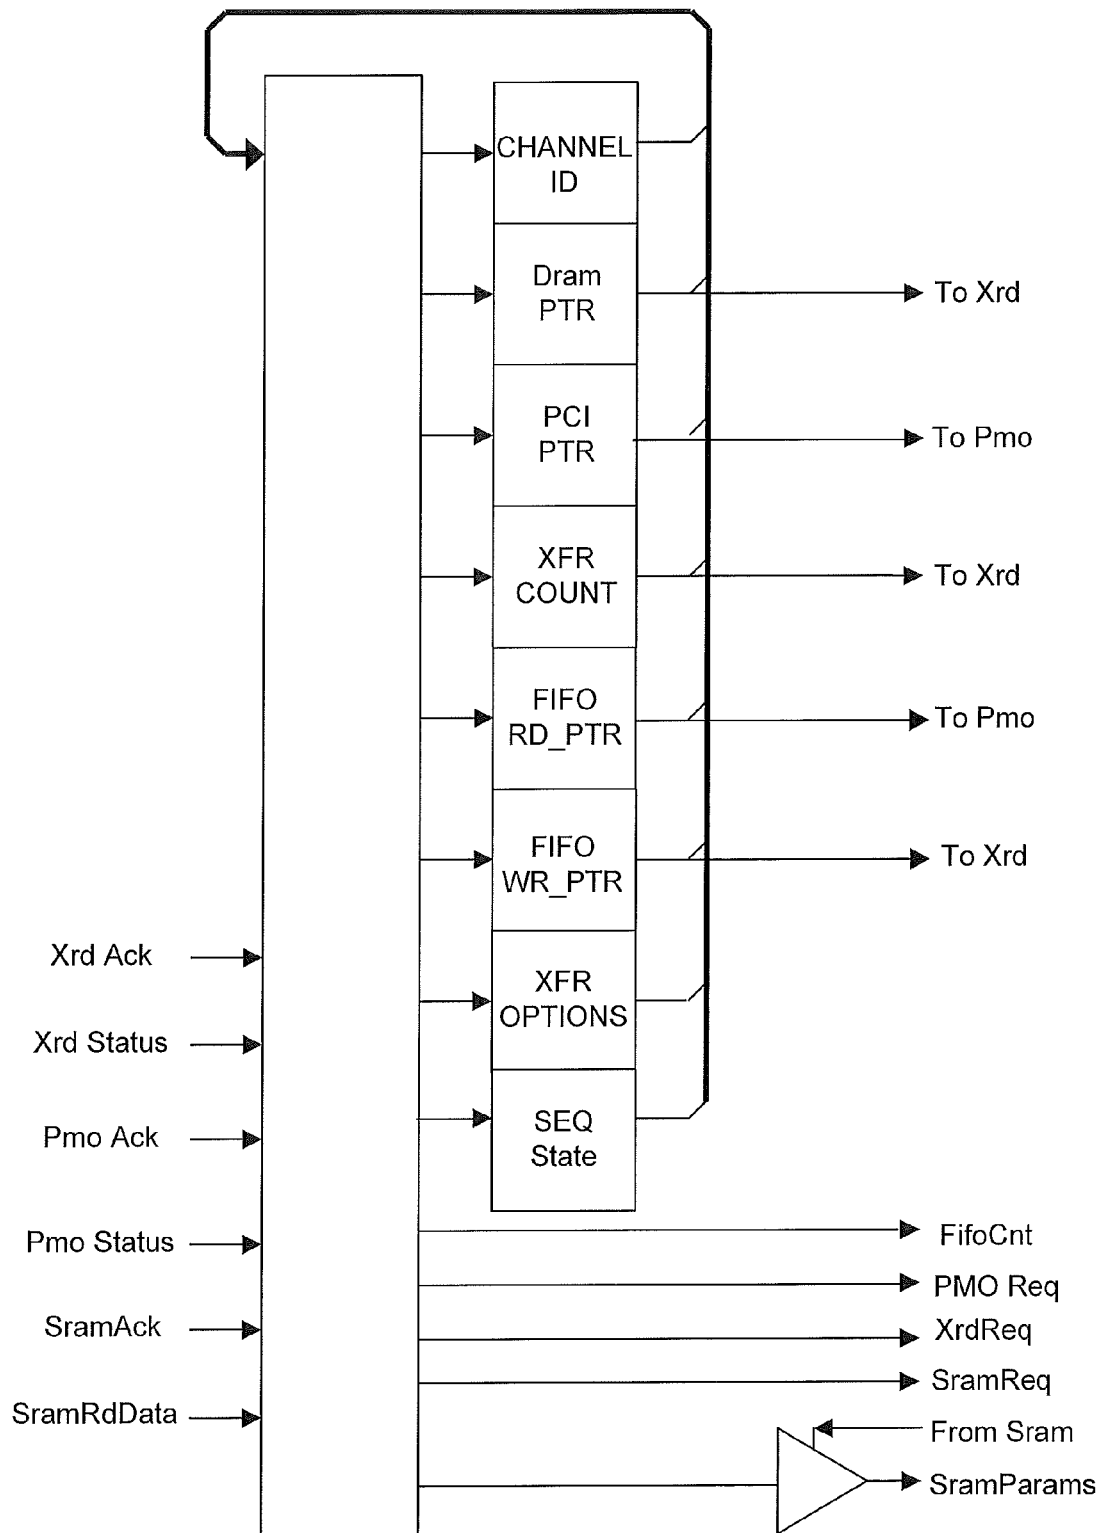 CHANNEL
ID
Dram
PTR
To Xrd
PCI
PTR
To Pmo
XFR
COUNT
To Xrd
FIFO
RD_PTR
To Pmo
FIFO
WR_PTR
To Xrd
Xrd Ack
XFR
OPTIONS
Xrd Status
Pmo Ack
SEQ
State
Pmo Status
FifoCnt
PMO Req
SramAck
XrdReq
SramReq
SramRdData
From Sram
SramParams